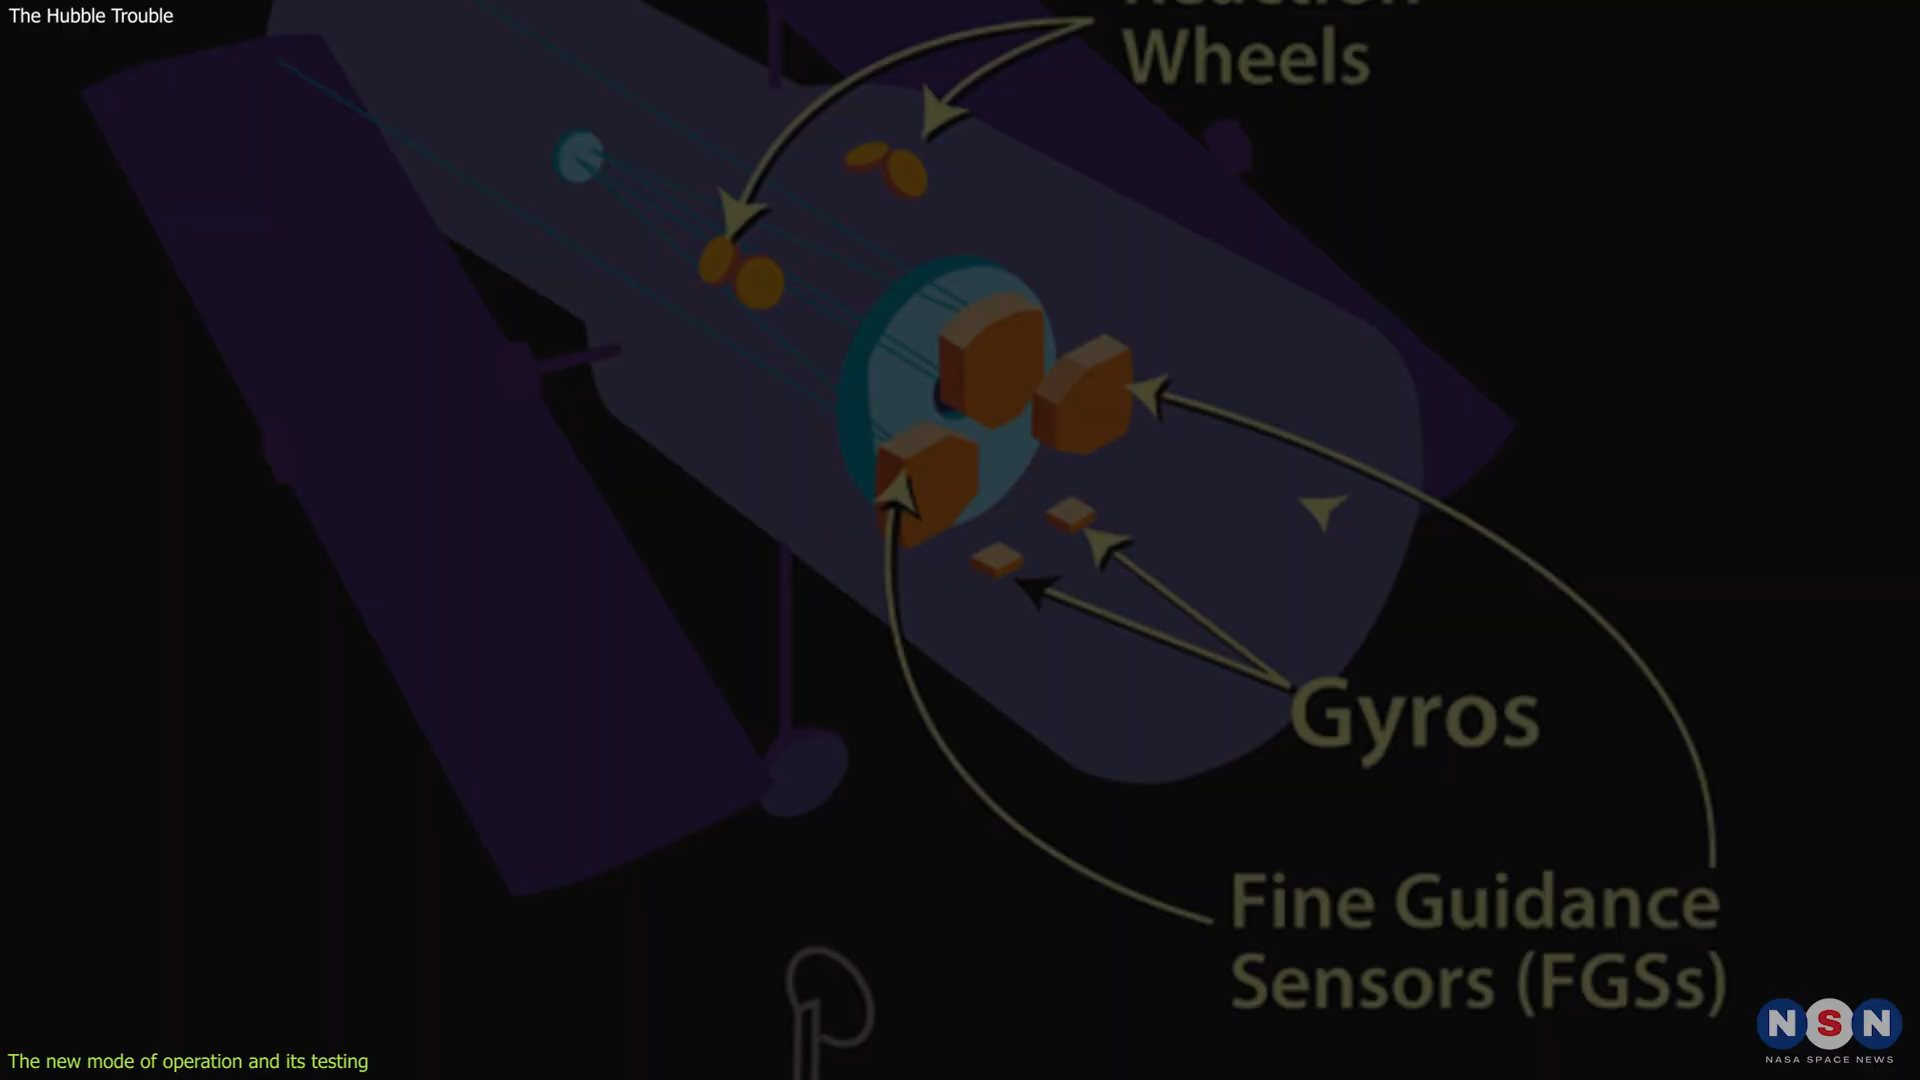 The Hubble Trouble
Reaction
Wheels
Gyros
Fine Guidance
Sensors (FGSs)
NSN
NASA SPACE NEWS
The new mode of operation and its testing